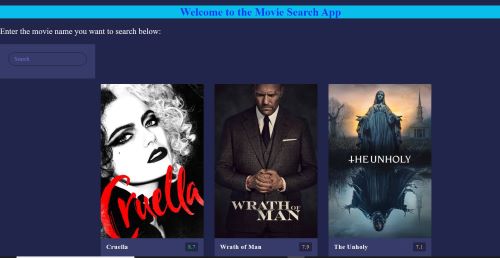 Welcome to the Movie Search App
Enter the movie name you want to search below:
Search
Cruella
WRATH OF
MAN
THE UNHOLY
Cruella 8.7
Wrath of Man 7.9
The Unholy 7.1